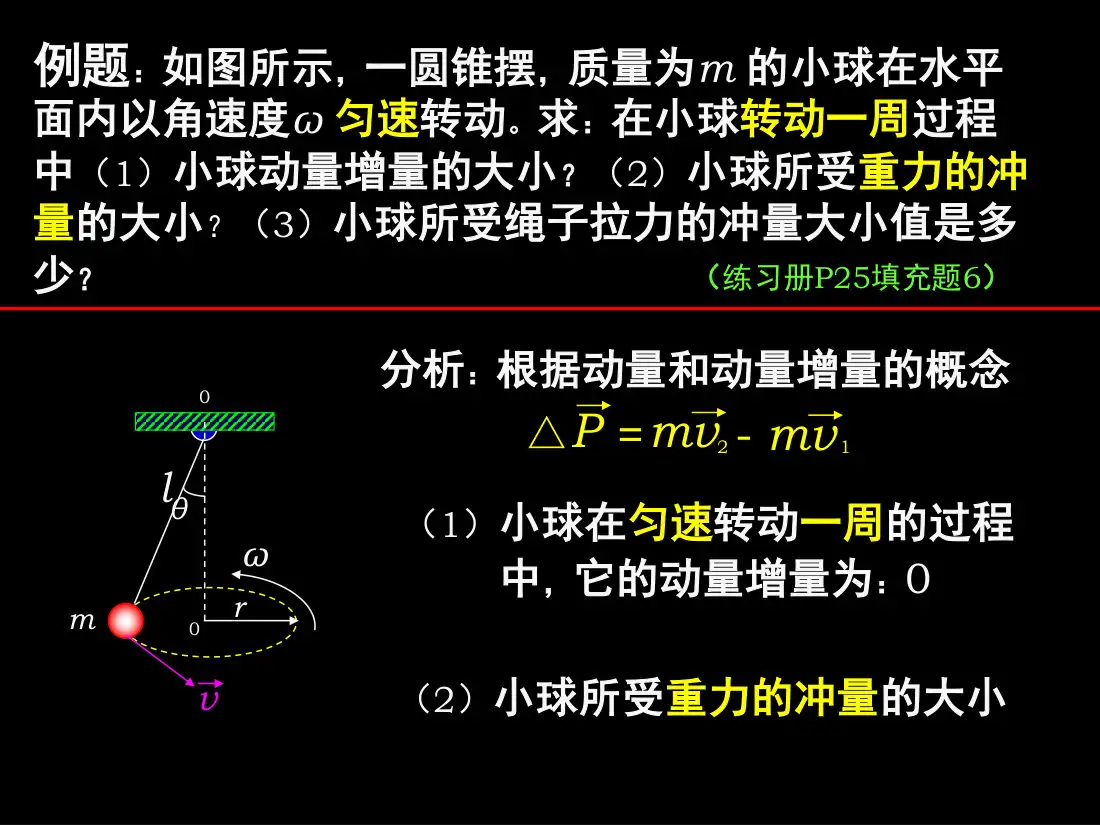 例题:如图所示,一圆锥摆,质量为m 的小球在水平
面内以角速度ω 匀速转动。求:在小球转动一周过程
中(1)小球动量增量的大小?(2)小球所受重力的冲
量的大小?(3)小球所受绳子拉力的冲量大小值是多
少?
(练习册P25填充题6)
分析:根据动量和动量增量的概念
△P⃗ = mv⃗₂ - mv⃗₁
(1)小球在匀速转动一周的过程
中,它的动量增量为:0
(2)小球所受重力的冲量的大小
0
l
θ
ω
m
0
r
v⃗